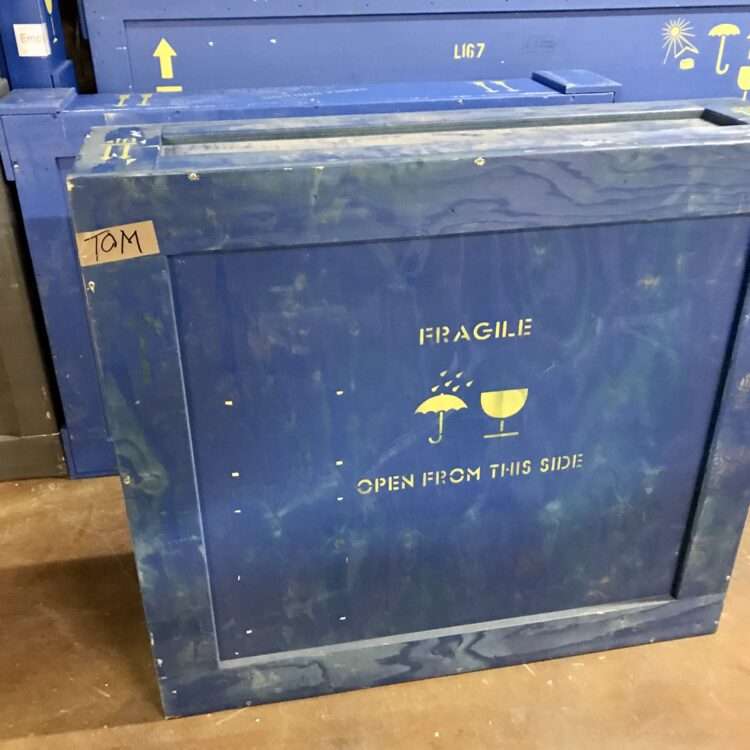 L167
TOM
FRAGILE
OPEN FROM THIS SIDE